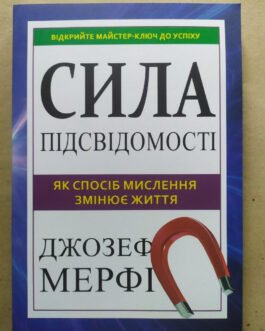 ВІДКРИЙТЕ МАЙСТЕР-КЛЮЧ ДО УСПІХУ
СИЛА
ПІДСВІДОМОСТІ
ЯК СПОСІБ МИСЛЕННЯ
ЗМІНЮЄ ЖИТТЯ
ДЖОЗЕФ
МЕРФІ